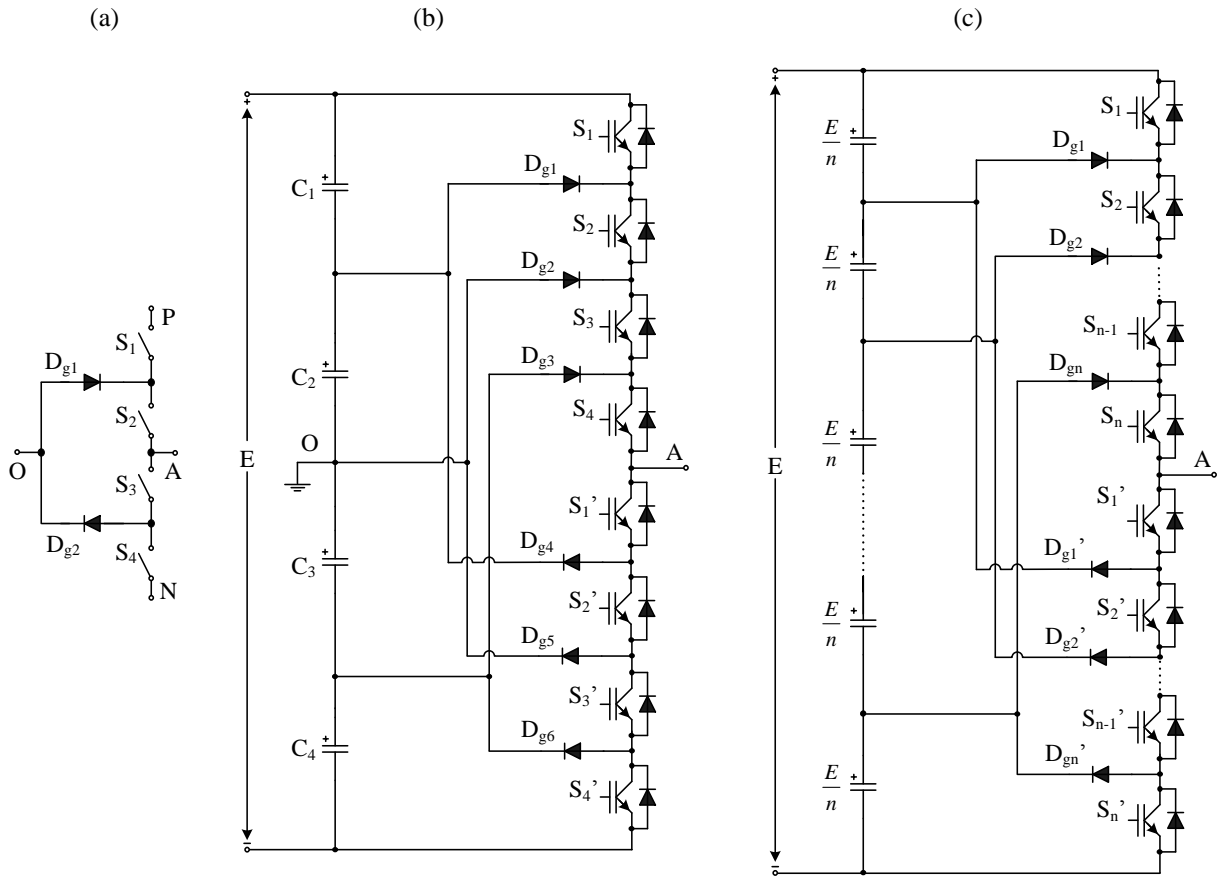 (a)
P
S1
Dg1
S2
O
A
S3
Dg2
S4
N
(b)
+
S1
Dg1
C1
+
S2
Dg2
S3
Dg3
C2
+
S4
O
E
A
S1’
C3
+
Dg4
S2’
Dg5
S3’
C4
+
Dg6
S4’
−
(c)
+
S1
E/n
+
Dg1
S2
Dg2
E/n
+
Sn-1
Dgn
Sn
E/n
+
E
A
S1’
Dg1’
S2’
E/n
+
Dg2’
Sn-1’
Dgn’
E/n
+
Sn’
−